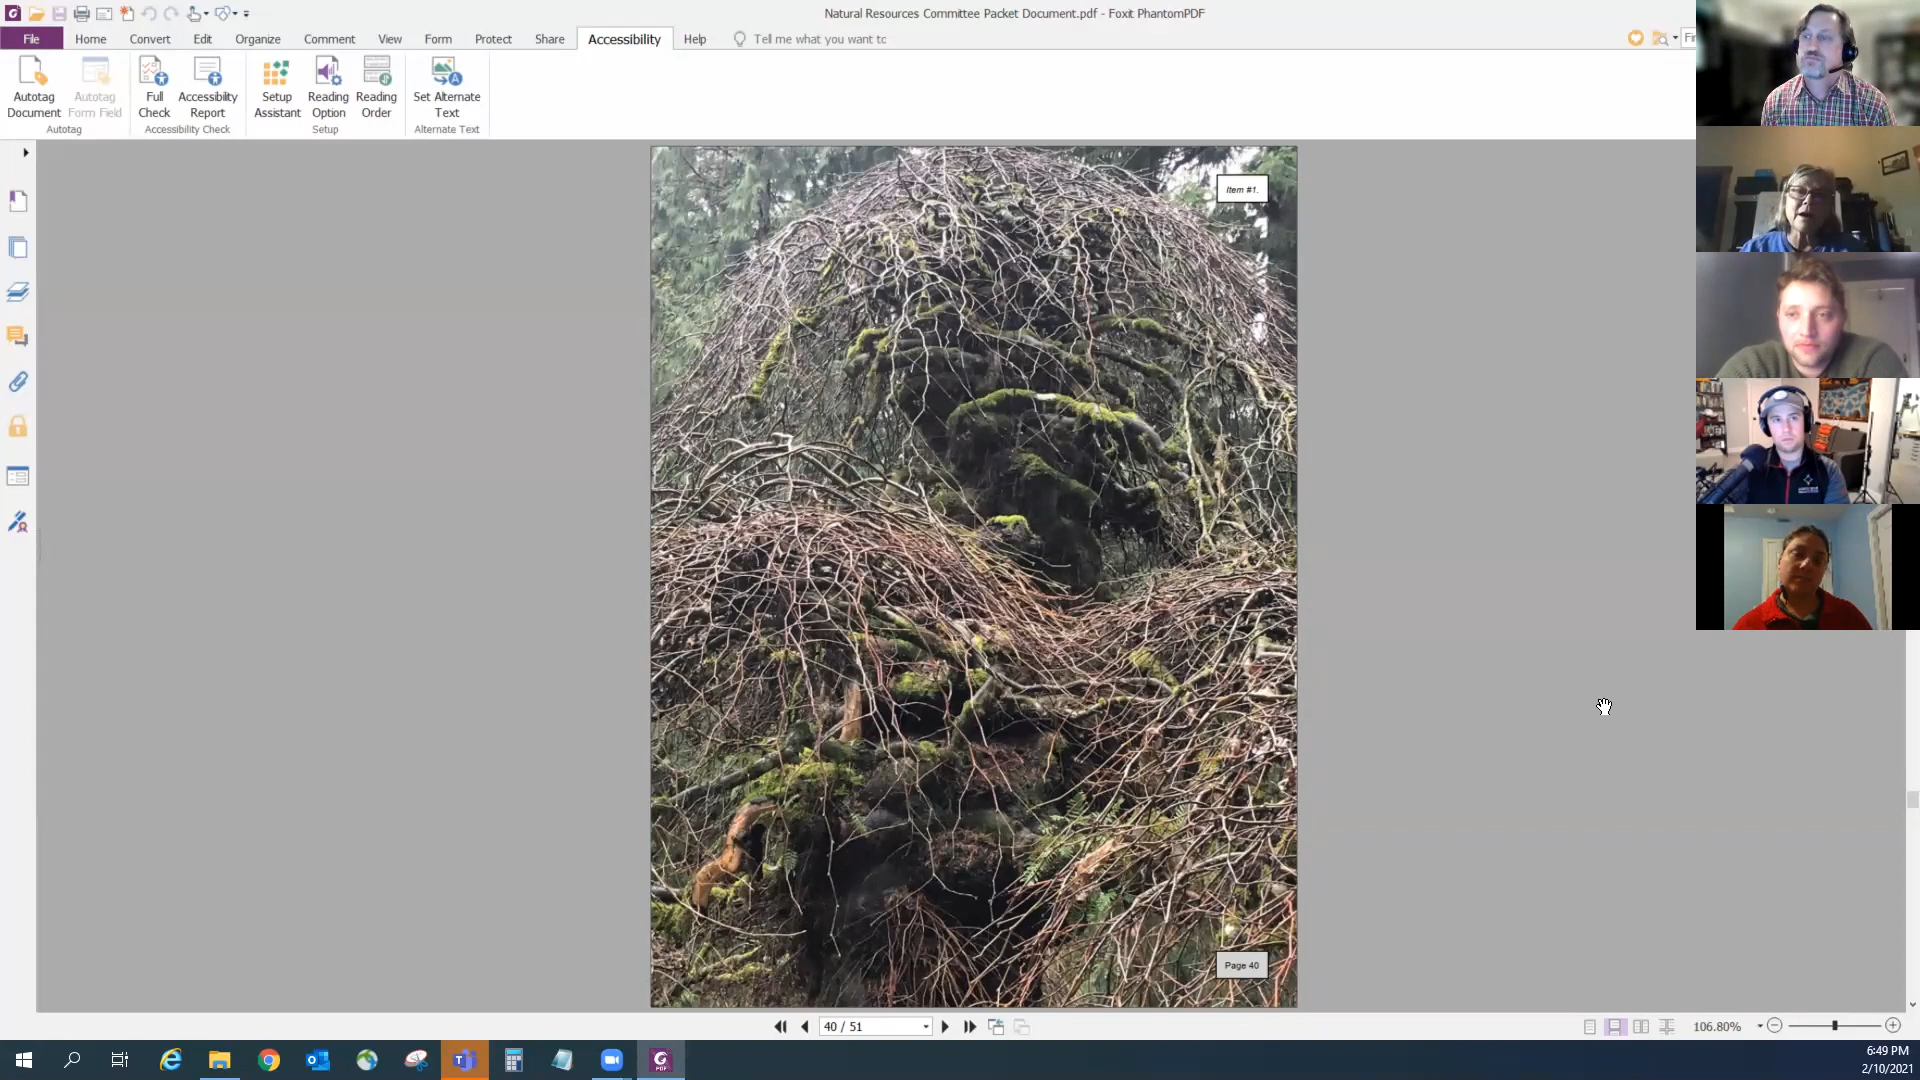 Natural Resources Committee Packet Document.pdf - Foxit PhantomPDF
File Home Convert Edit Organize Comment View Form Protect Share Accessibility Help Tell me what you want tc
Autotag Document
Autotag Form Field
Full Check
Accessibility Report
Setup Assistant
Reading Option
Reading Order
Set Alternate Text
Autotag
Accessibility Check
Setup
Alternate Text
Item #1.
Page 40
40 / 51
106.80%
6:49 PM
2/10/2021